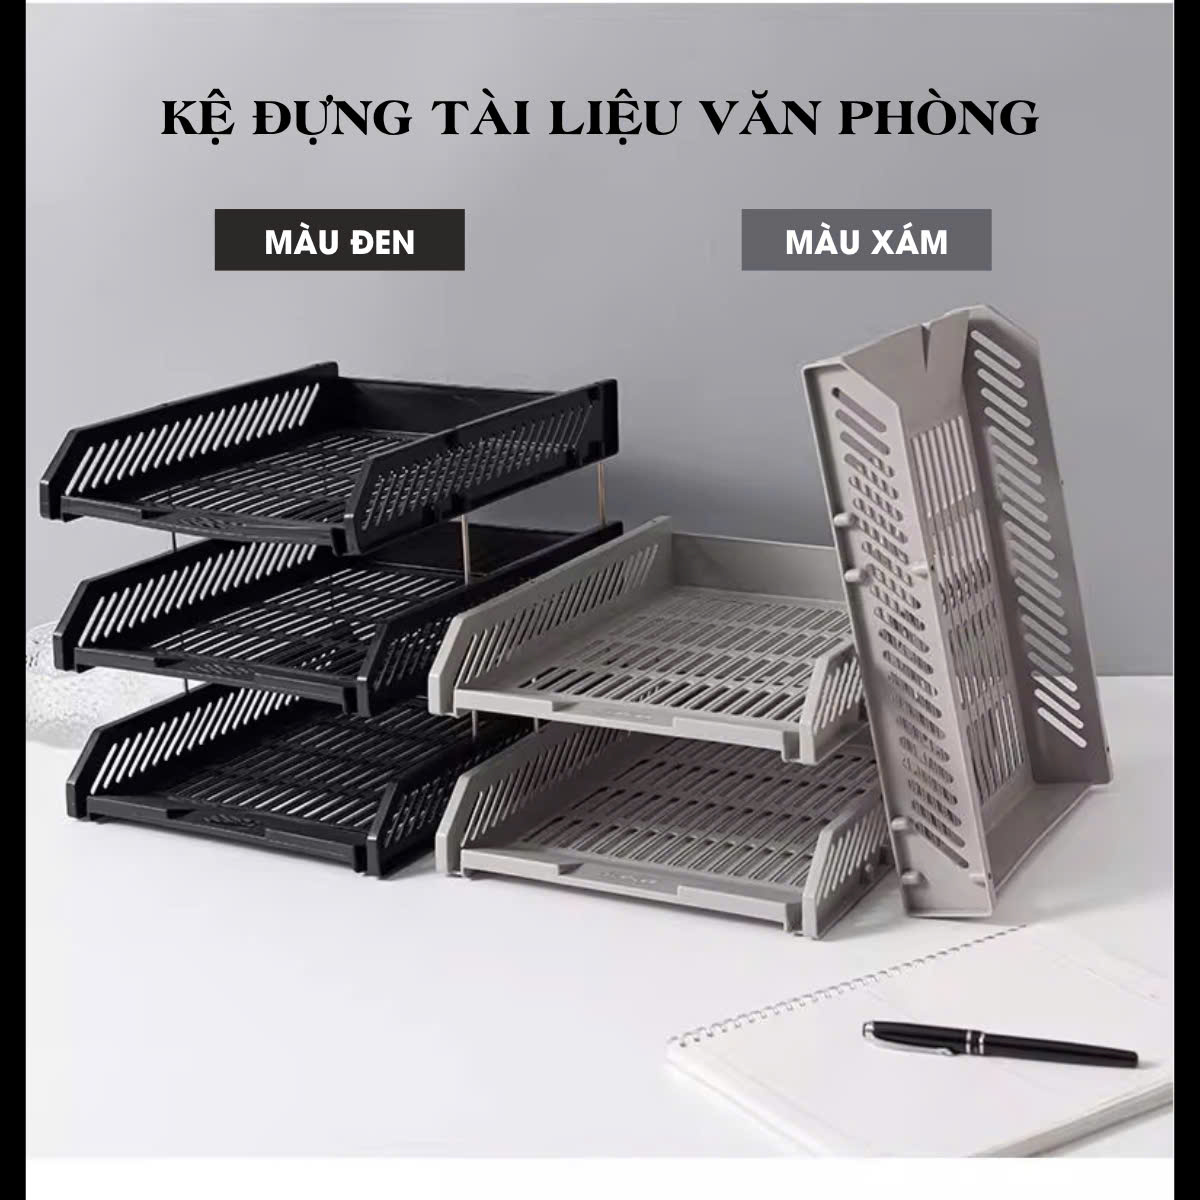 KỆ ĐỰNG TÀI LIỆU VĂN PHÒNG
MÀU ĐEN
MÀU XÁM